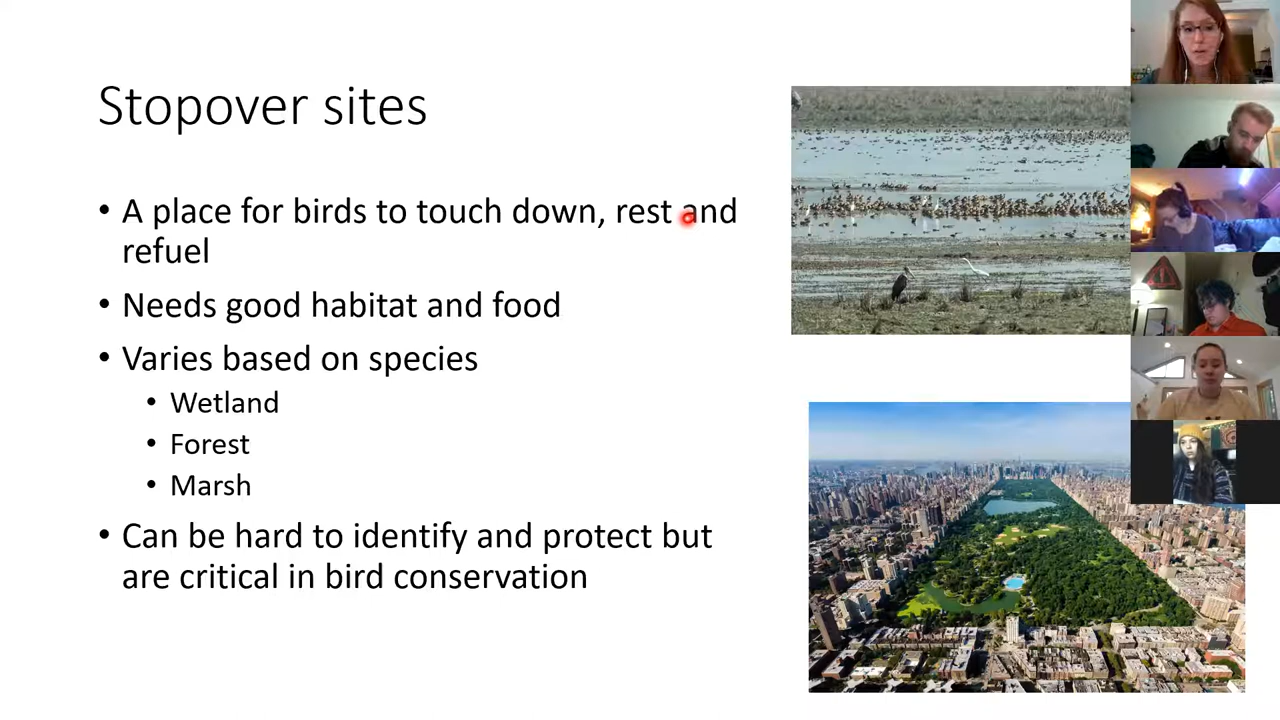 Stopover sites
• A place for birds to touch down, rest and
refuel
• Needs good habitat and food
• Varies based on species
• Wetland
• Forest
• Marsh
• Can be hard to identify and protect but
are critical in bird conservation